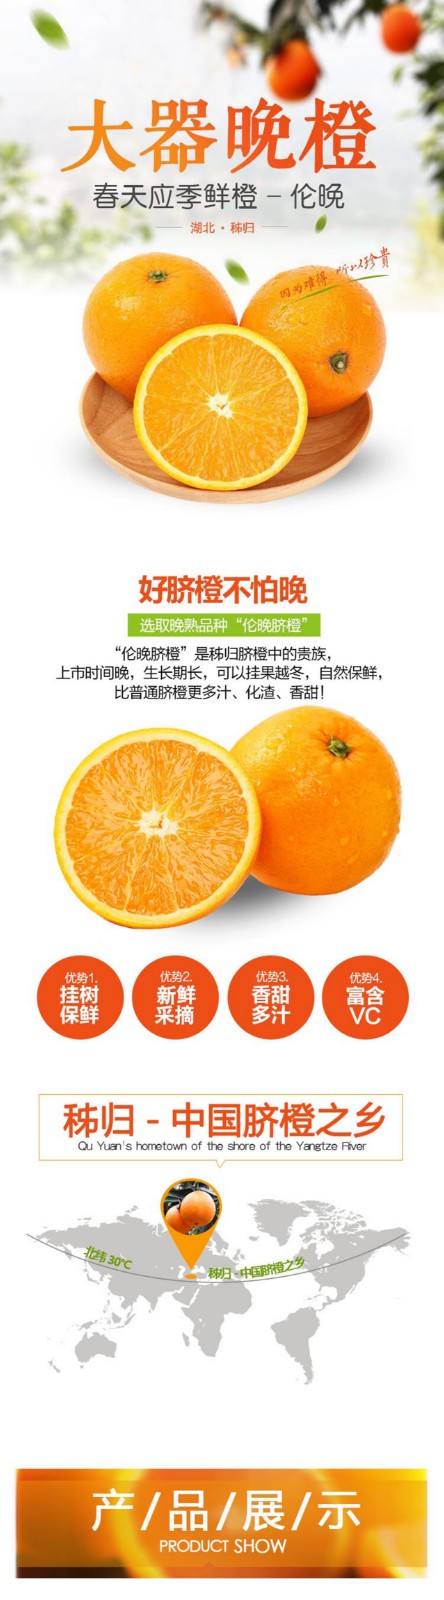 大器晚橙
春天应季鲜橙 - 伦晚
湖北·秭归
因为难得 所以珍贵
好脐橙不怕晚
选取晚熟品种“伦晚脐橙”
“伦晚脐橙”是秭归脐橙中的贵族，
上市时间晚，生长期长，可以挂果越冬，自然保鲜，
比普通脐橙更多汁、化渣、香甜！
优势1.
挂树
保鲜
优势2.
新鲜
采摘
优势3.
香甜
多汁
优势4.
富含
VC
秭归 - 中国脐橙之乡
Qu Yuan's hometown of the shore of the Yangtze River
北纬 30°C
秭归 - 中国脐橙之乡
产/品/展/示
PRODUCT SHOW